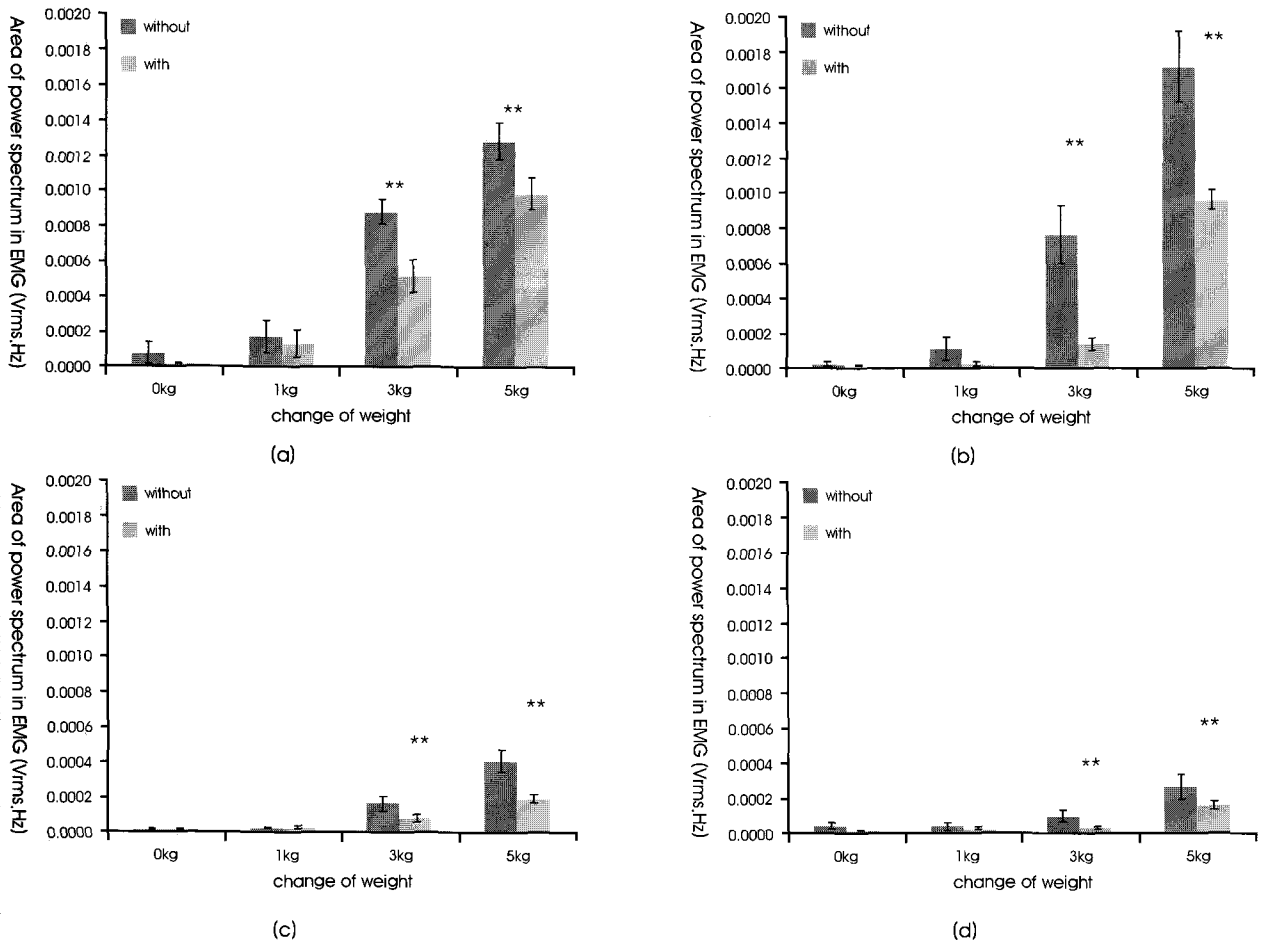 Area of power spectrum in EMG (Vrms.Hz)
0.0020
0.0018
0.0016
0.0014
0.0012
0.0010
0.0008
0.0006
0.0004
0.0002
0.0000
without
with
**
**
0kg 1kg 3kg 5kg
change of weight
(a)
Area of power spectrum in EMG (Vrms.Hz)
0.0020
0.0018
0.0016
0.0014
0.0012
0.0010
0.0008
0.0006
0.0004
0.0002
0.0000
without
with
**
**
0kg 1kg 3kg 5kg
change of weight
(b)
Area of power spectrum in EMG (Vrms.Hz)
0.0020
0.0018
0.0016
0.0014
0.0012
0.0010
0.0008
0.0006
0.0004
0.0002
0.0000
without
with
**
**
0kg 1kg 3kg 5kg
change of weight
(c)
Area of power spectrum in EMG (Vrms.Hz)
0.0020
0.0018
0.0016
0.0014
0.0012
0.0010
0.0008
0.0006
0.0004
0.0002
0.0000
without
with
**
**
0kg 1kg 3kg 5kg
change of weight
(d)